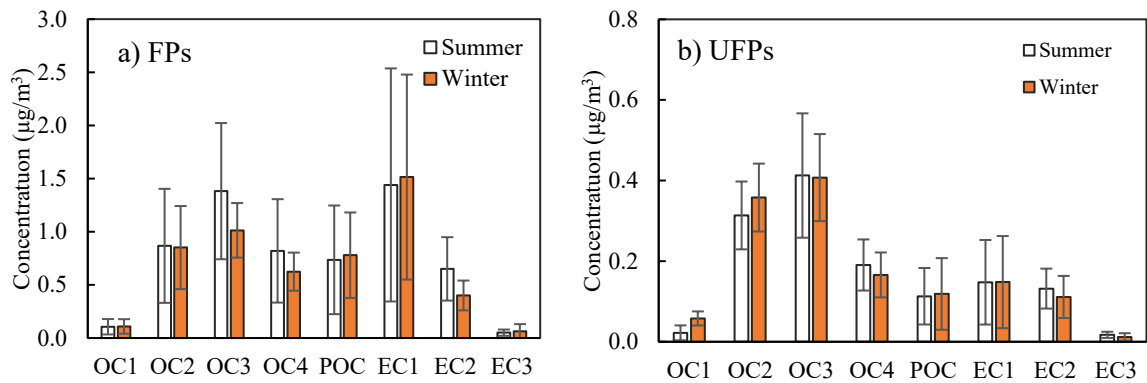 a) FPs
Summer
Winter
Concentratuon (µg/m³)
3.0
2.5
2.0
1.5
1.0
0.5
0.0
OC1 OC2 OC3 OC4 POC EC1 EC2 EC3
b) UFPs
Summer
Winter
Concentratuon (µg/m³)
0.8
0.6
0.4
0.2
0.0
OC1 OC2 OC3 OC4 POC EC1 EC2 EC3